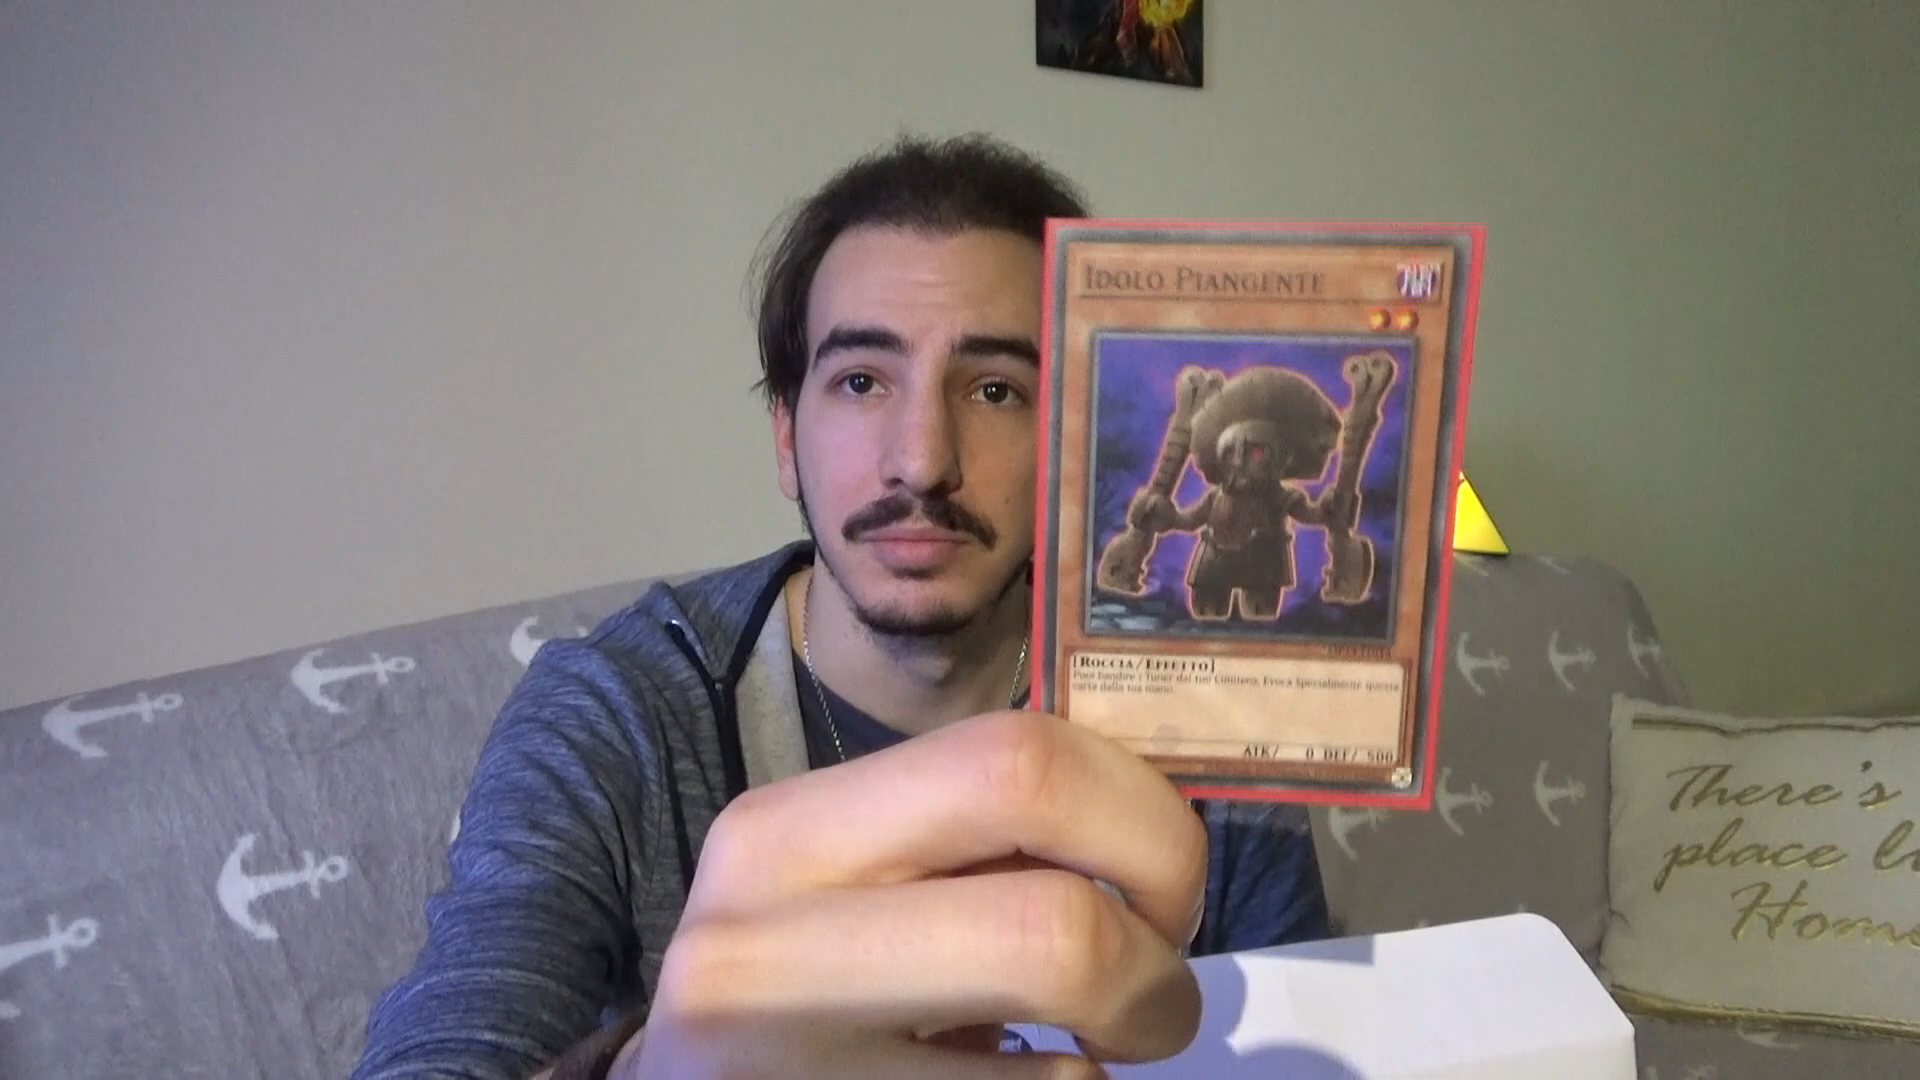 Idolo Piangente
[Roccia/Effetto]
Puoi bandire 1 Tuner dal tuo Cimitero; Evoca Specialmente questa
carta dalla tua mano.
ATK/ 0 DEF/ 500
There's
place
Home